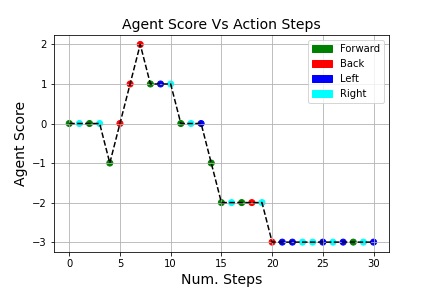 Agent Score Vs Action Steps
Agent Score
2
1
0
−1
−2
−3
Forward
Back
Left
Right
0 5 10 15 20 25 30
Num. Steps